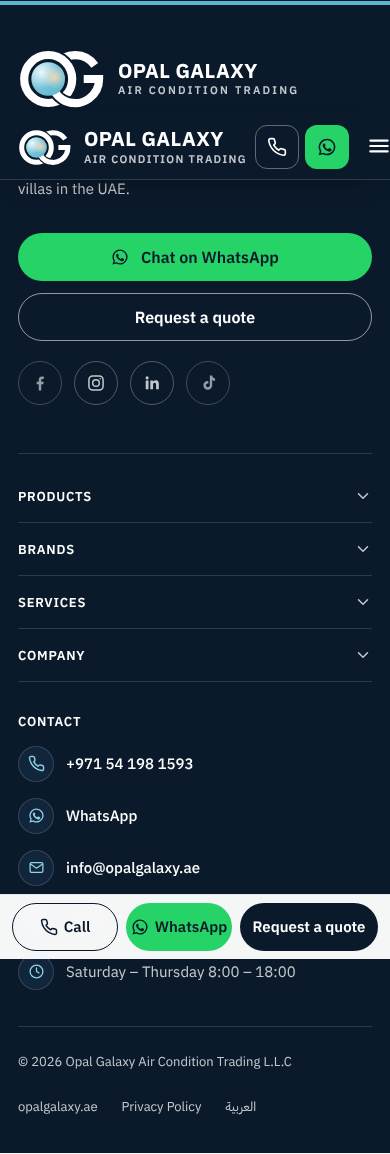 OPAL GALAXY
AIR CONDITION TRADING
OPAL GALAXY
AIR CONDITION TRADING
villas in the UAE.
Chat on WhatsApp
Request a quote
PRODUCTS
BRANDS
SERVICES
COMPANY
CONTACT
+971 54 198 1593
WhatsApp
info@opalgalaxy.ae
Call WhatsApp Request a quote
Saturday – Thursday 8:00 – 18:00
© 2026 Opal Galaxy Air Condition Trading L.L.C
opalgalaxy.ae Privacy Policy العربية